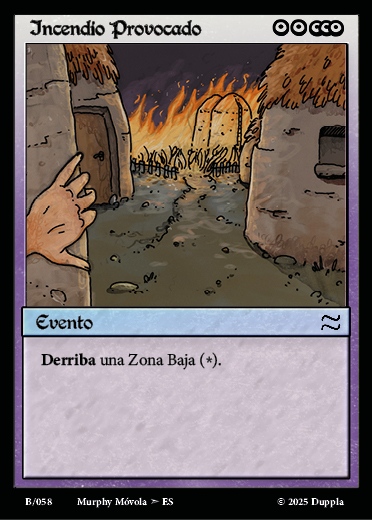 Incendio Provocado
Evento
Derriba una Zona Baja (*).
B/058 Murphy Móvola ➣ ES © 2025 Duppla